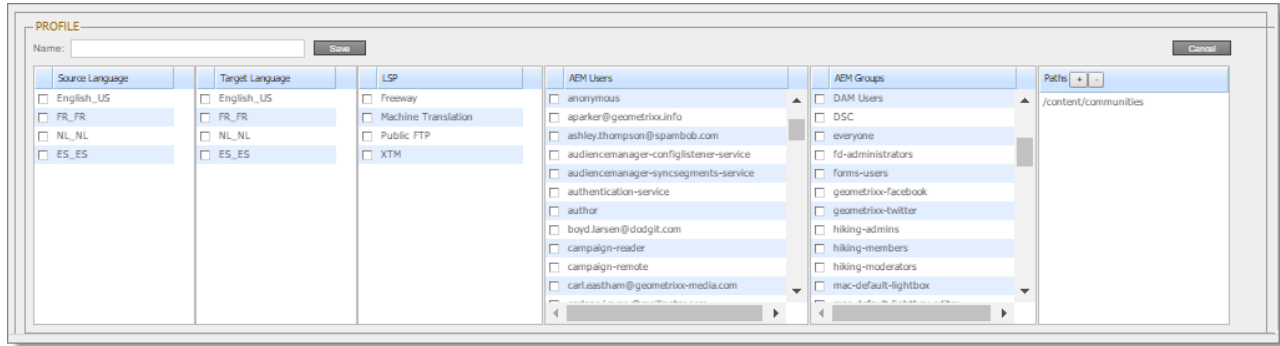 PROFILE
Name: Save Cancel
Source Language
English_US
FR_FR
NL_NL
ES_ES
Target Language
English_US
FR_FR
NL_NL
ES_ES
LSP
Freeway
Machine Translation
Public FTP
XTM
AEM Users
anonymous
aparker@geometrixx.info
ashley.thompson@spambob.com
audiencemanager-configlistener-service
audiencemanager-syncsegments-service
authentication-service
author
boyd.larsen@dodgit.com
campaign-reader
campaign-remote
carl.eastham@geometrixx-media.com
AEM Groups
DAM Users
DSC
everyone
fd-administrators
forms-users
geometrixx-facebook
geometrixx-twitter
hiking-admins
hiking-members
hiking-moderators
mac-default-lightbox
Paths + -
/content/communities